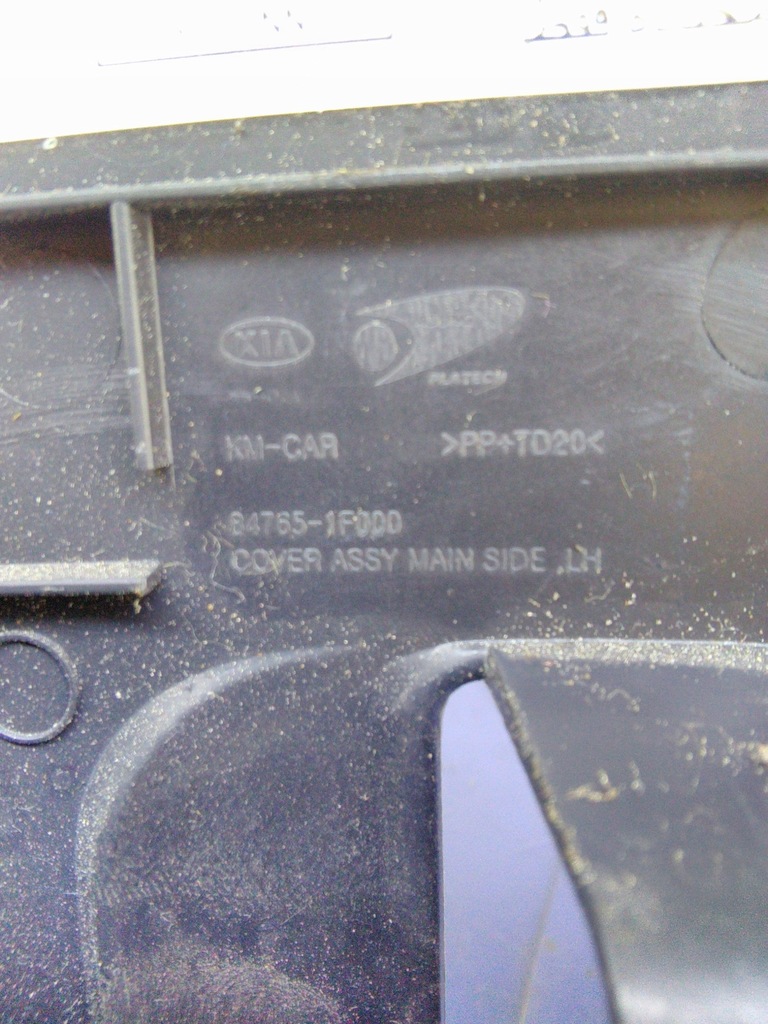 KIA
PLATECH
KM-CAR >PP+TD20<
84765-1F000
COVER ASSY MAIN SIDE ,LH